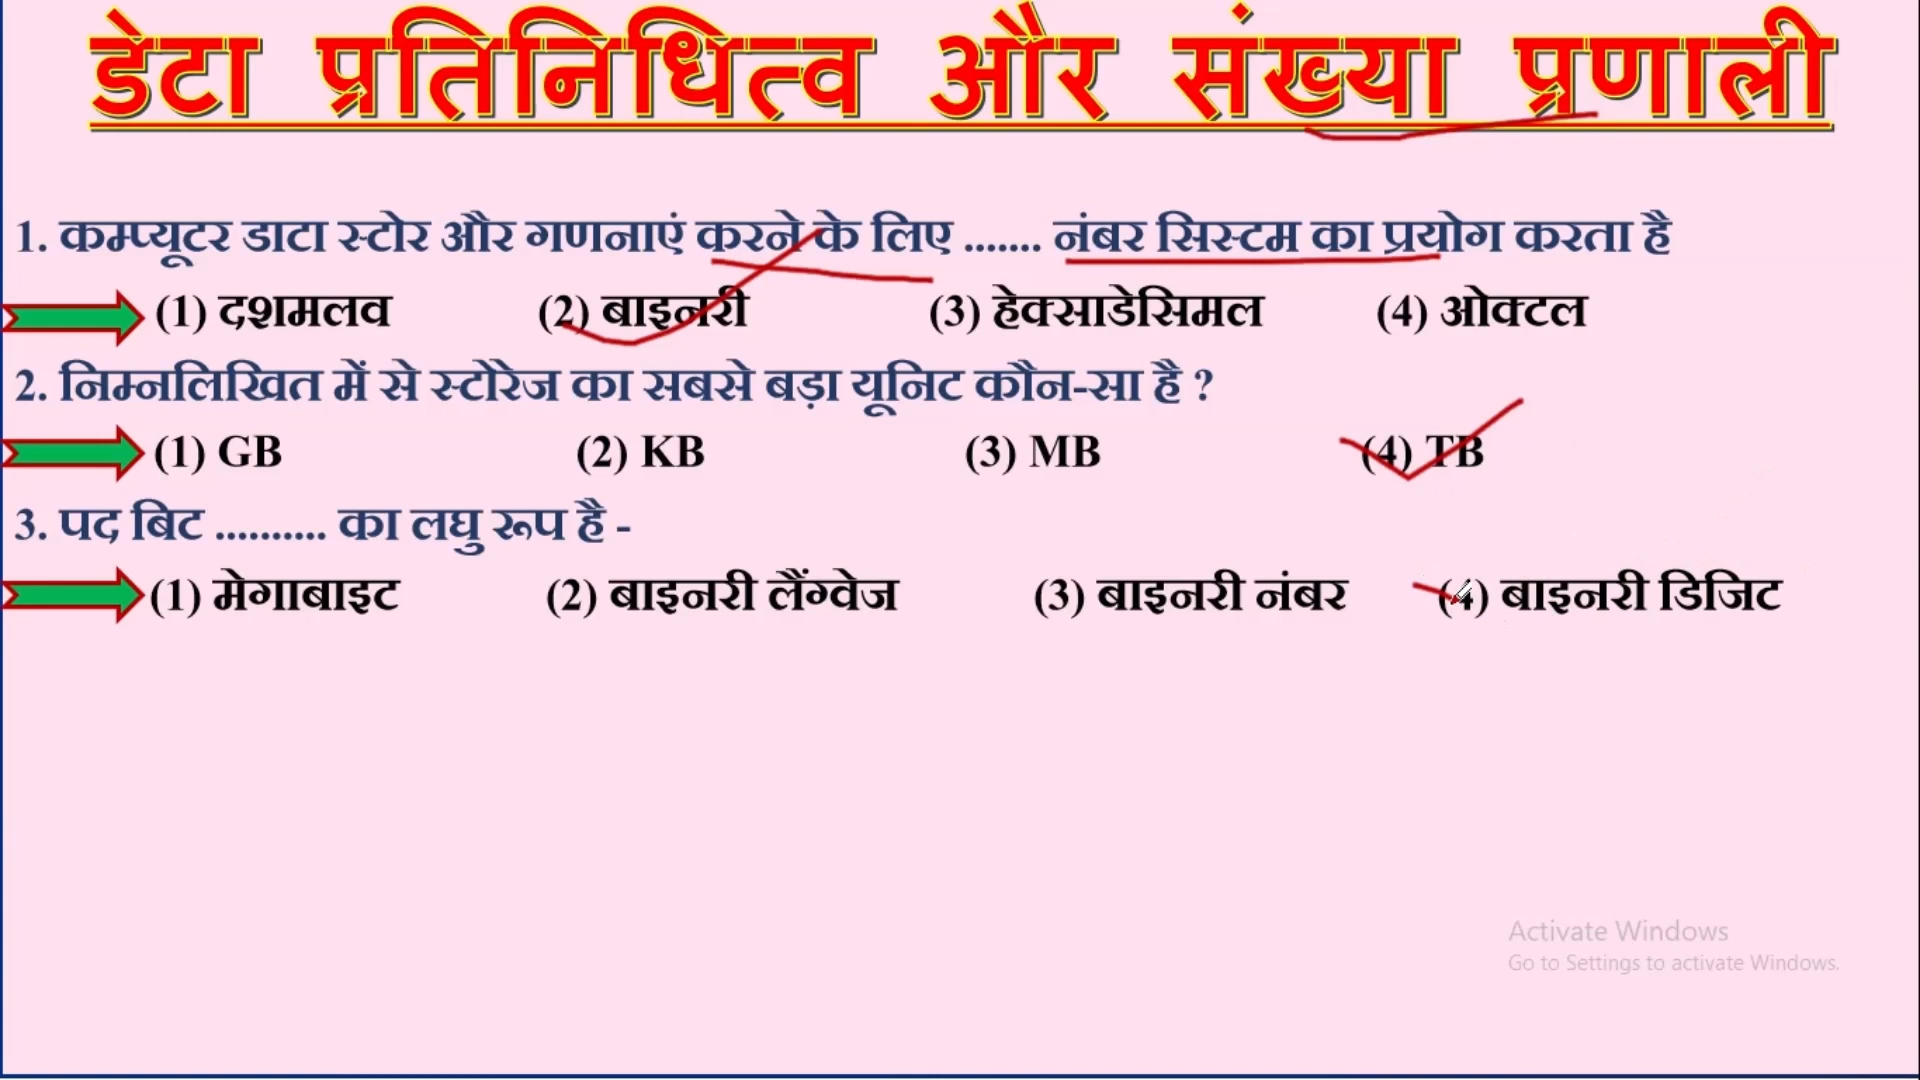 डेटा प्रतिनिधित्व और संख्या प्रणाली
1. कम्प्यूटर डाटा स्टोर और गणनाएं करने के लिए ....... नंबर सिस्टम का प्रयोग करता है
(1) दशमलव (2) बाइनरी (3) हेक्साडेसिमल (4) ओक्टल
2. निम्नलिखित में से स्टोरेज का सबसे बड़ा यूनिट कौन-सा है ?
(1) GB (2) KB (3) MB (4) TB
3. पद बिट .......... का लघु रूप है -
(1) मेगाबाइट (2) बाइनरी लैंग्वेज (3) बाइनरी नंबर (4) बाइनरी डिजिट
Activate Windows
Go to Settings to activate Windows.